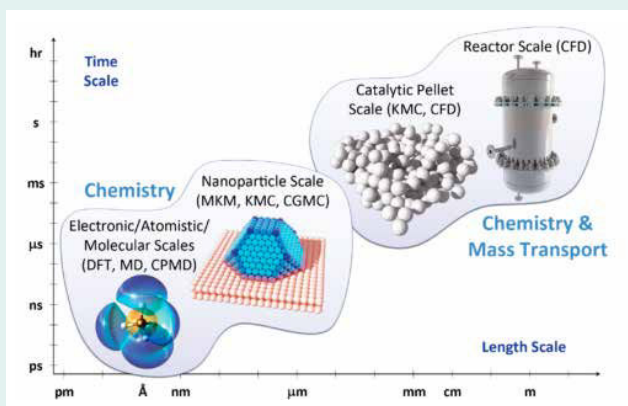 hr
Time
Scale
Reactor Scale (CFD)
Catalytic Pellet
Scale (KMC, CFD)
s
ms
Chemistry
Nanoparticle Scale
(MKM, KMC, CGMC)
Electronic/Atomistic/
Molecular Scales
(DFT, MD, CPMD)
Chemistry &
Mass Transport
μs
ns
Length Scale
ps
pm
Å
nm
μm
mm
cm
m